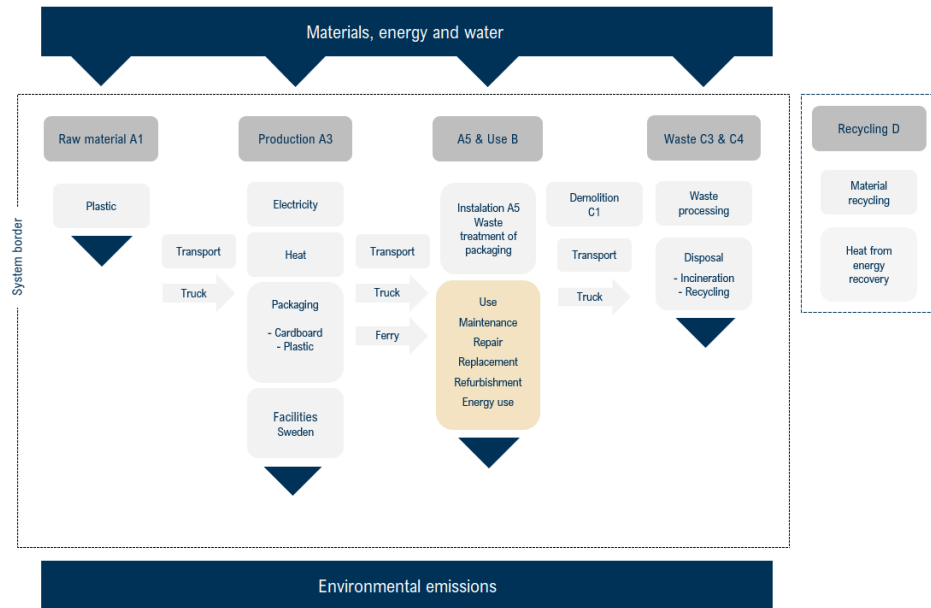 Materials, energy and water
System border
Raw material A1
Plastic
Transport
Truck
Production A3
Electricity
Heat
Packaging
- Cardboard
- Plastic
Facilities
Sweden
Transport
Truck
Ferry
A5 & Use B
Instalation A5
Waste
treatment of
packaging
Use
Maintenance
Repair
Replacement
Refurbishment
Energy use
Demolition
C1
Transport
Truck
Waste C3 & C4
Waste
processing
Disposal
- Incineration
- Recycling
Recycling D
Material
recycling
Heat from
energy
recovery
Environmental emissions